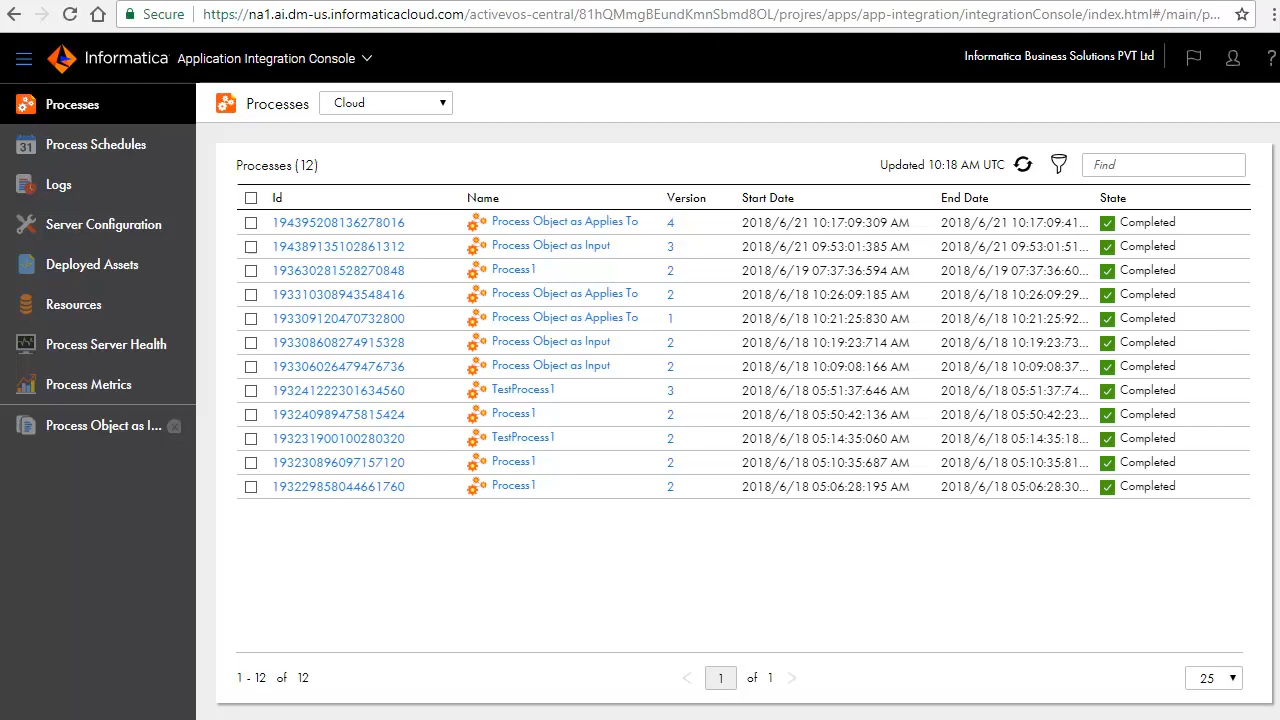 Secure https://na1.ai.dm-us.informaticacloud.com/activevos-central/81hQMmgBEundKmnSbmd8OL/projres/apps/app-integration/integrationConsole/index.html#/main/p...
Informatica Application Integration Console
Informatica Business Solutions PVT Ltd
?
Processes
31 Process Schedules
Logs
Server Configuration
Deployed Assets
Resources
Process Server Health
Process Metrics
Process Object as I...
Processes Cloud
Processes (12)
Updated 10:18 AM UTC
Find
Id Name Version Start Date End Date State
194395208136278016 Process Object as Applies To 4 2018/6/21 10:17:09:309 AM 2018/6/21 10:17:09:41... Completed
194389135102861312 Process Object as Input 3 2018/6/21 09:53:01:385 AM 2018/6/21 09:53:01:51... Completed
193630281528270848 Process1 2 2018/6/19 07:37:36:594 AM 2018/6/19 07:37:36:60... Completed
193310308943548416 Process Object as Applies To 2 2018/6/18 10:26:09:185 AM 2018/6/18 10:26:09:29... Completed
193309120470732800 Process Object as Applies To 1 2018/6/18 10:21:25:830 AM 2018/6/18 10:21:25:92... Completed
193308608274915328 Process Object as Input 2 2018/6/18 10:19:23:714 AM 2018/6/18 10:19:23:73... Completed
193306026479476736 Process Object as Input 2 2018/6/18 10:09:08:166 AM 2018/6/18 10:09:08:37... Completed
193241222301634560 TestProcess1 3 2018/6/18 05:51:37:646 AM 2018/6/18 05:51:37:74... Completed
193240989475815424 Process1 2 2018/6/18 05:50:42:136 AM 2018/6/18 05:50:42:23... Completed
193231900100280320 TestProcess1 2 2018/6/18 05:14:35:060 AM 2018/6/18 05:14:35:18... Completed
193230896097157120 Process1 2 2018/6/18 05:10:35:687 AM 2018/6/18 05:10:35:81... Completed
193229858044661760 Process1 2 2018/6/18 05:06:28:195 AM 2018/6/18 05:06:28:30... Completed
1 - 12 of 12
1 of 1
25